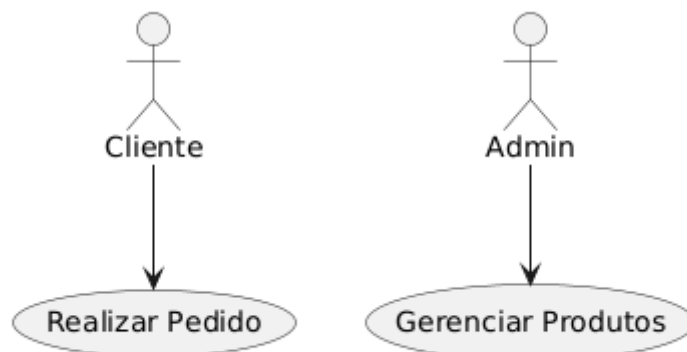 Cliente
Admin
Realizar Pedido
Gerenciar Produtos